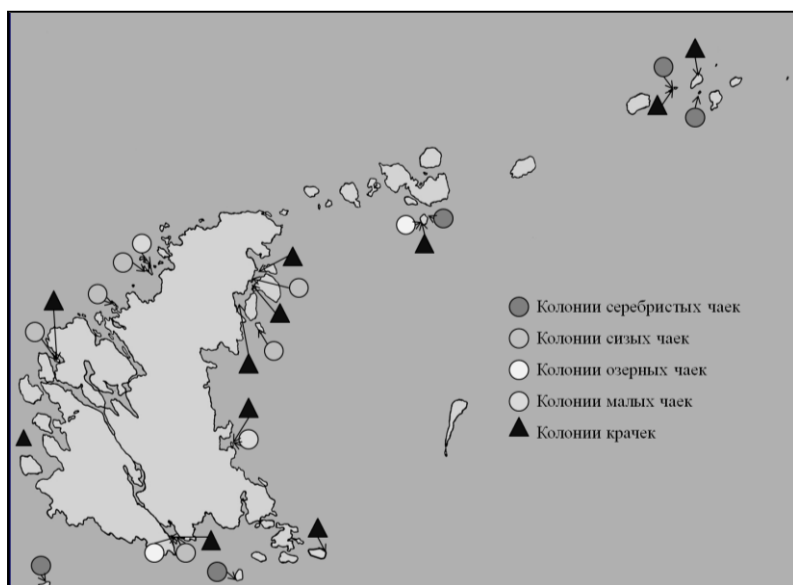 Колонии серебристых чаек
Колонии сизых чаек
Колонии озерных чаек
Колонии малых чаек
Колонии крачек